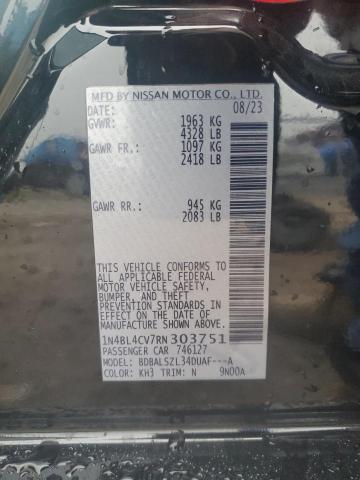 MFD BY NISSAN MOTOR CO., LTD.
DATE: 08/23
GVWR: 1963 KG
4328 LB
GAWR FR.: 1097 KG
2418 LB
GAWR RR.: 945 KG
2083 LB
THIS VEHICLE CONFORMS TO
ALL APPLICABLE FEDERAL
MOTOR VEHICLE SAFETY,
BUMPER, AND THEFT
PREVENTION STANDARDS IN
EFFECT ON THE DATE OF
MANUFACTURE SHOWN ABOVE.
1N4BL4CV7RN303751
PASSENGER CAR 746127
MODEL: BDBALSZL34DUAF---A
COLOR: KH3 TRIM: N 9N00A